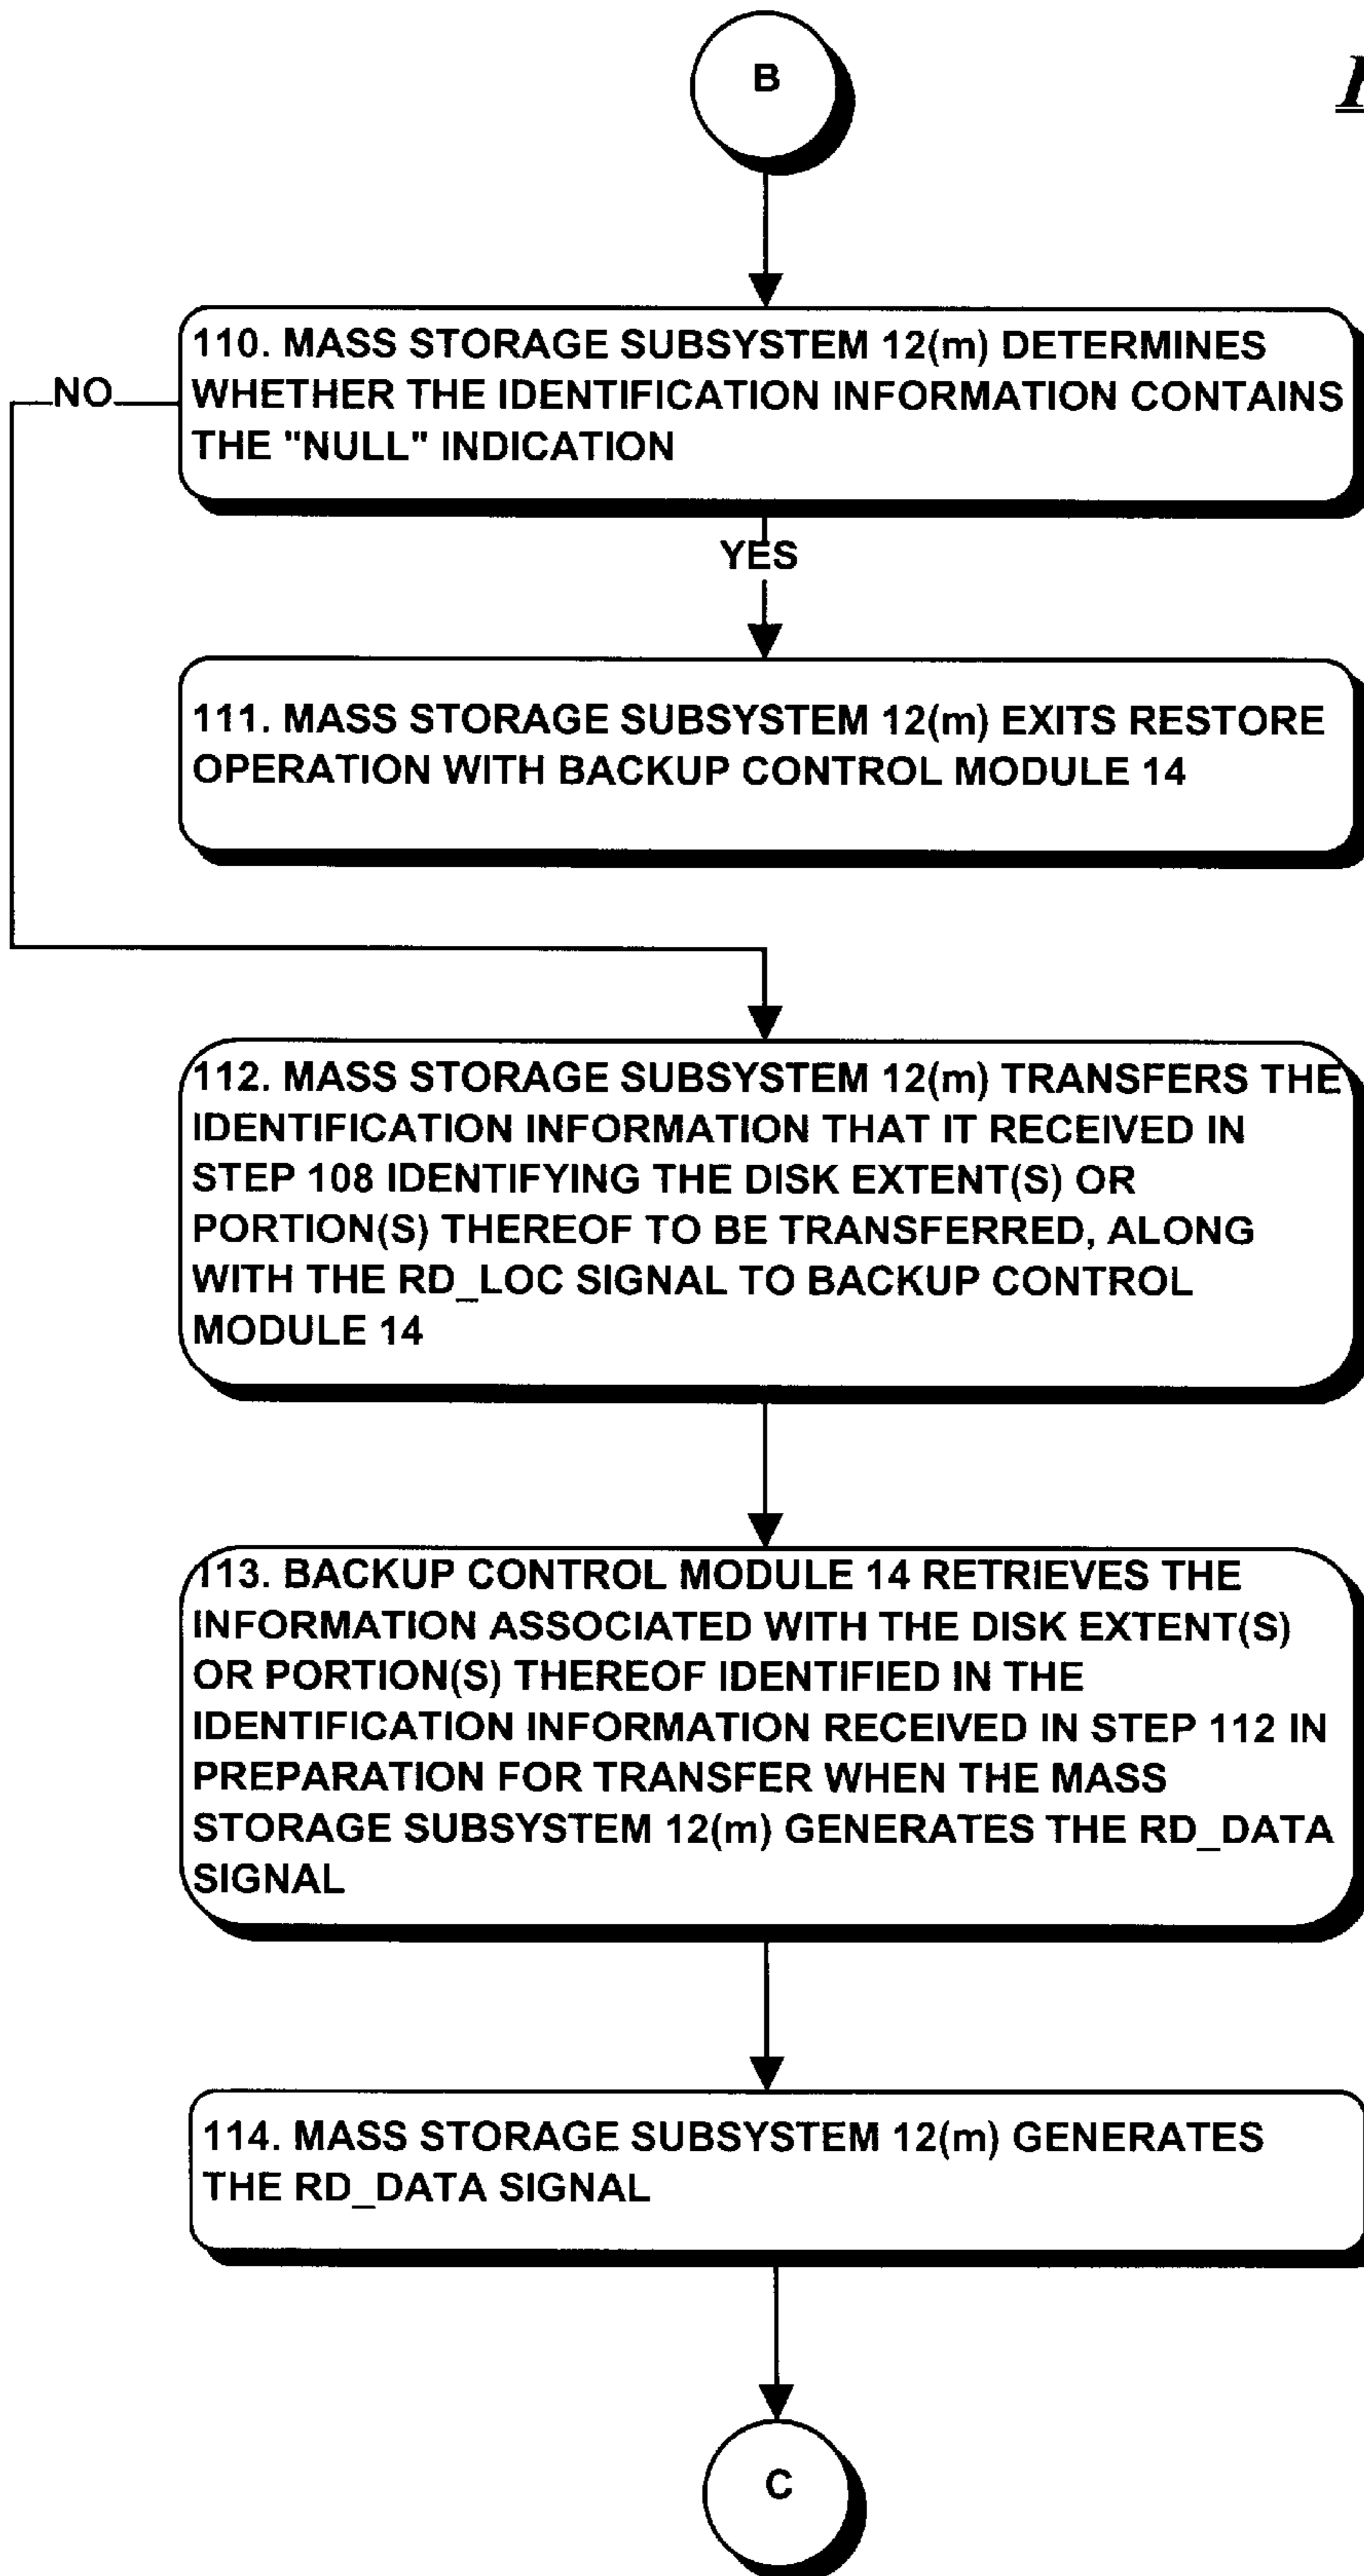 B
110. MASS STORAGE SUBSYSTEM 12(m) DETERMINES
WHETHER THE IDENTIFICATION INFORMATION CONTAINS
THE "NULL" INDICATION
NO
YES
111. MASS STORAGE SUBSYSTEM 12(m) EXITS RESTORE
OPERATION WITH BACKUP CONTROL MODULE 14
112. MASS STORAGE SUBSYSTEM 12(m) TRANSFERS THE
IDENTIFICATION INFORMATION THAT IT RECEIVED IN
STEP 108 IDENTIFYING THE DISK EXTENT(S) OR
PORTION(S) THEREOF TO BE TRANSFERRED, ALONG
WITH THE RD_LOC SIGNAL TO BACKUP CONTROL
MODULE 14
113. BACKUP CONTROL MODULE 14 RETRIEVES THE
INFORMATION ASSOCIATED WITH THE DISK EXTENT(S)
OR PORTION(S) THEREOF IDENTIFIED IN THE
IDENTIFICATION INFORMATION RECEIVED IN STEP 112 IN
PREPARATION FOR TRANSFER WHEN THE MASS
STORAGE SUBSYSTEM 12(m) GENERATES THE RD_DATA
SIGNAL
114. MASS STORAGE SUBSYSTEM 12(m) GENERATES
THE RD_DATA SIGNAL
C